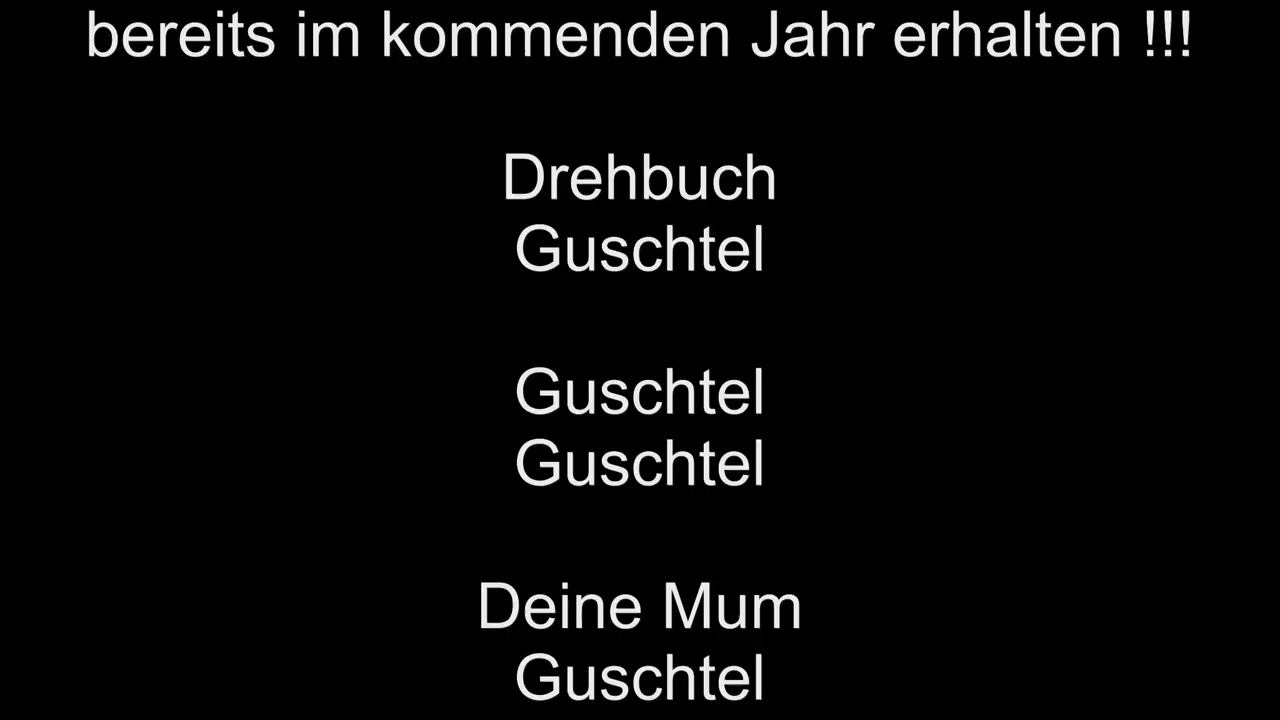 bereits im kommenden Jahr erhalten !!!
Drehbuch
Guschtel
Guschtel
Guschtel
Deine Mum
Guschtel